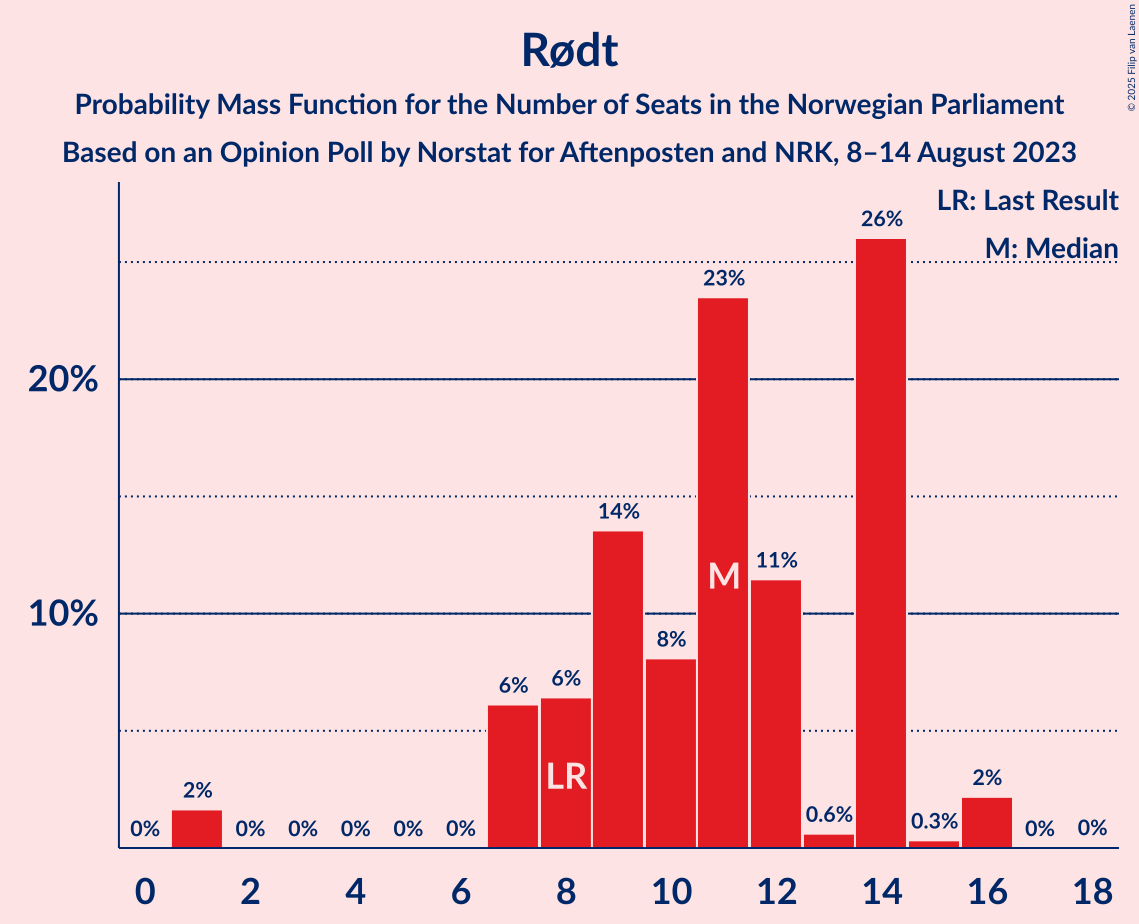 © 2025 Filip van Laenen
Rødt
Probability Mass Function for the Number of Seats in the Norwegian Parliament
Based on an Opinion Poll by Norstat for Aftenposten and NRK, 8–14 August 2023
LR: Last Result
M: Median
20%
10%
0%
2%
0%
0%
0%
0%
0%
6%
6%
14%
8%
23%
11%
0.6%
26%
0.3%
2%
0%
0%
LR
M
0 2 4 6 8 10 12 14 16 18